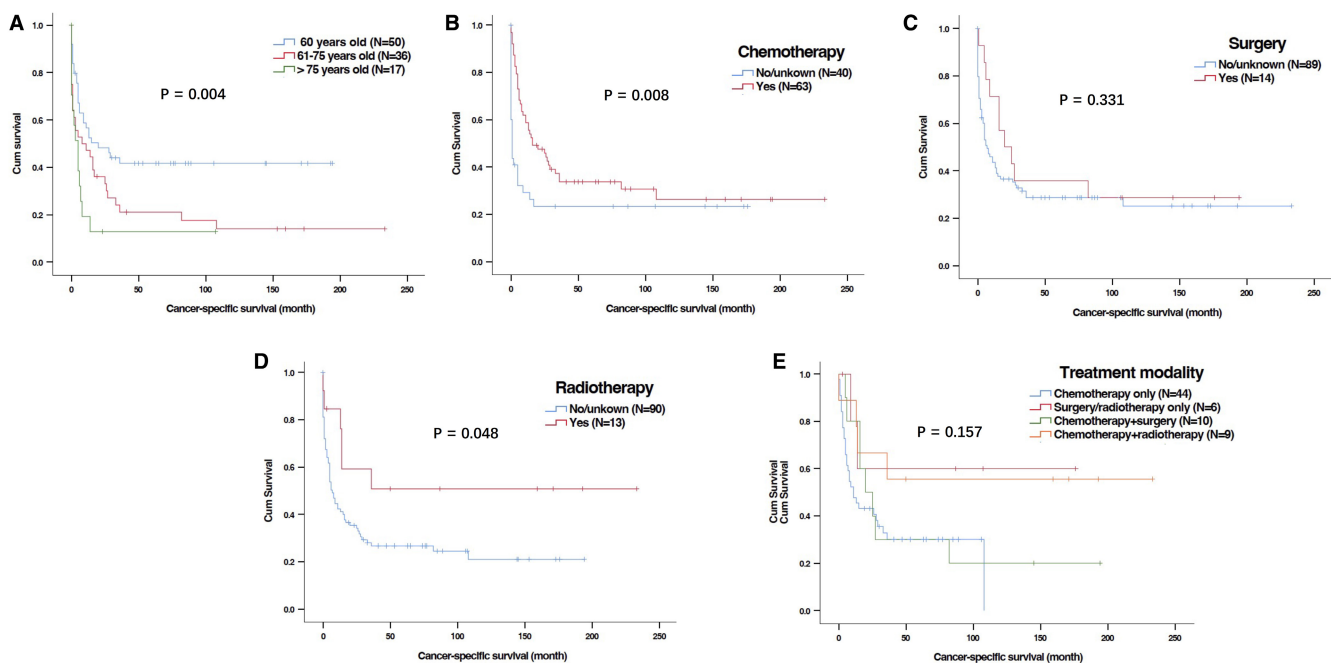 A
60 years old (N=50)
61-75 years old (N=36)
> 75 years old (N=17)
P = 0.004
Cum survival
1.0
0.8
0.6
0.4
0.2
0.0
0 50 100 150 200 250
Cancer-specific survival (month)
B
Chemotherapy
No/unkown (N=40)
Yes (N=63)
P = 0.008
Cum Survival
1.0
0.8
0.6
0.4
0.2
0.0
0 50 100 150 200 250
Cancer-specific survival (month)
C
Surgery
No/unknown (N=89)
Yes (N=14)
P = 0.331
Cum Survival
1.0
0.8
0.6
0.4
0.2
0.0
0 50 100 150 200 250
Cancer-specific survival (month)
D
Radiotherapy
No/unkown (N=90)
Yes (N=13)
P = 0.048
Cum Survival
1.0
0.8
0.6
0.4
0.2
0.0
0 50 100 150 200 250
Cancer-specific survival (month)
E
Treatment modality
Chemotherapy only (N=44)
Surgery/radiotherapy only (N=6)
Chemotherapy+surgery (N=10)
Chemotherapy+radiotherapy (N=9)
P = 0.157
Cum Survival
Cum Survival
1.0
0.8
0.6
0.4
0.2
0.0
0 50 100 150 200 250
Cancer-specific survival (month)